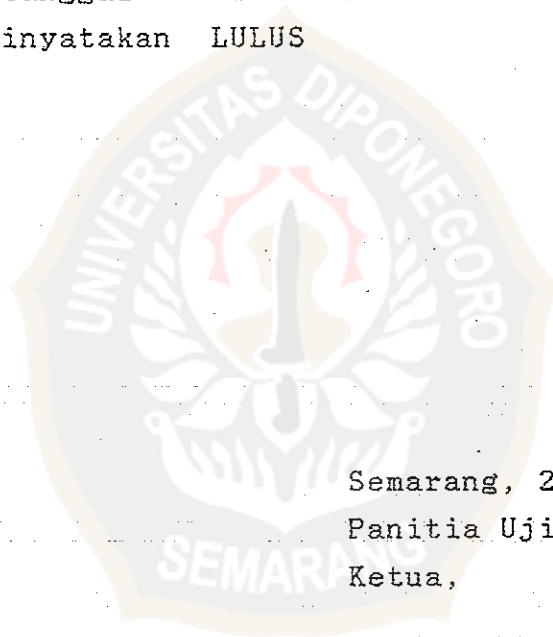 inyatakan LULUS
UNIVERSITAS DIPONEGORO
Semarang, 2
Panitia Uji
SEMARANG
Ketua,